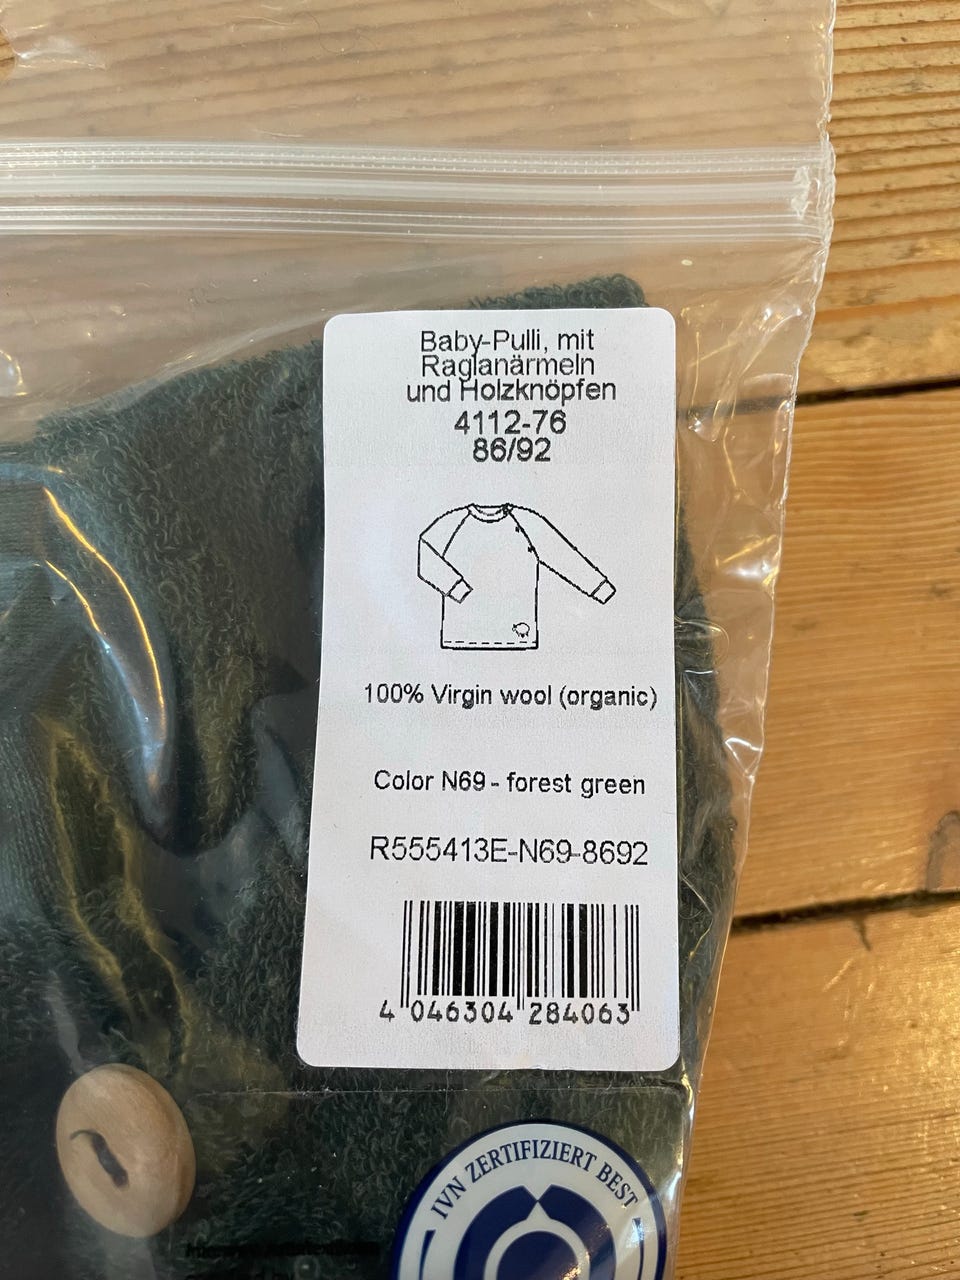 Baby-Pulli, mit
Raglanärmeln
und Holzknöpfen
4112-76
86/92
100% Virgin wool (organic)
Color N69 - forest green
R555413E-N69-8692
4 046304 284063
IVN ZERTIFIZIERT BEST